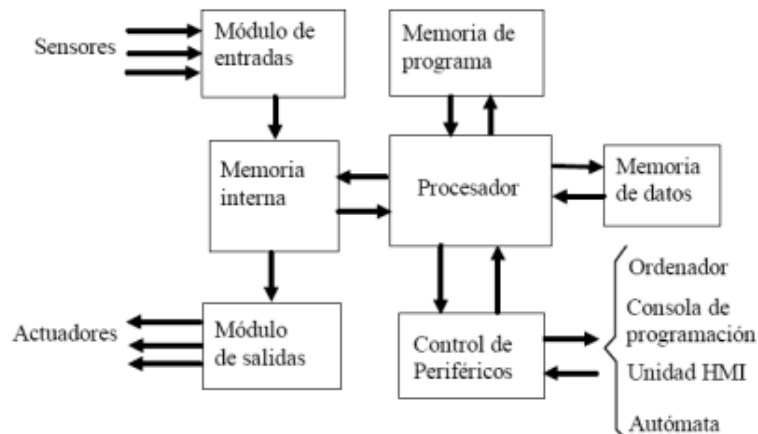 Sensores
Módulo de
entradas
Memoria de
programa
Memoria
interna
Procesador
Memoria
de datos
Actuadores
Módulo
de salidas
Control de
Periféricos
Ordenador
Consola de
programación
Unidad HMI
Autómata